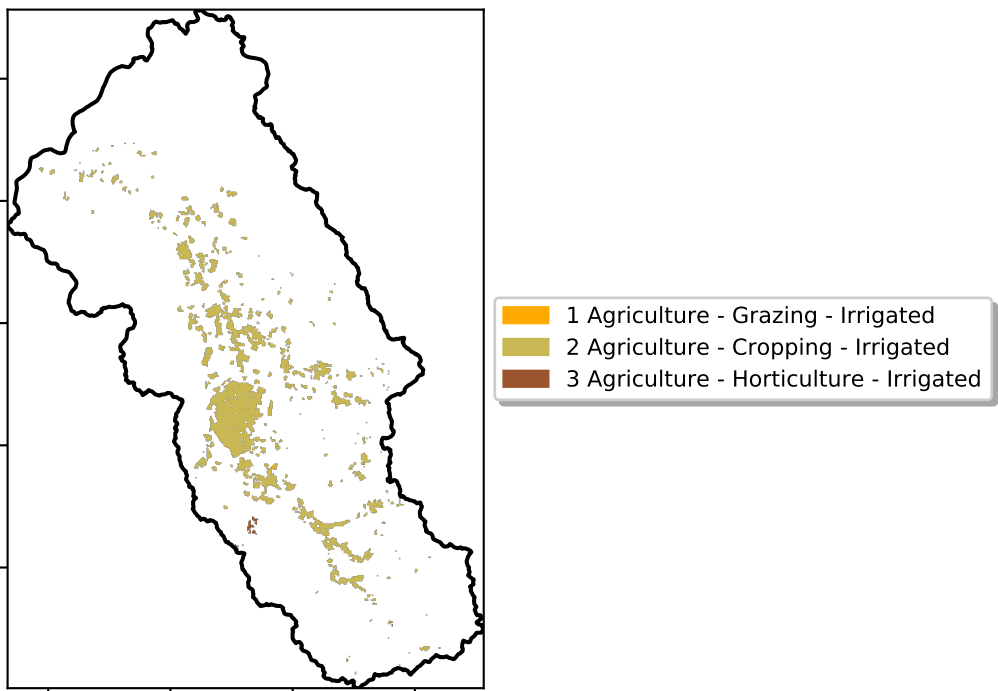 1 Agriculture - Grazing - Irrigated
2 Agriculture - Cropping - Irrigated
3 Agriculture - Horticulture - Irrigated